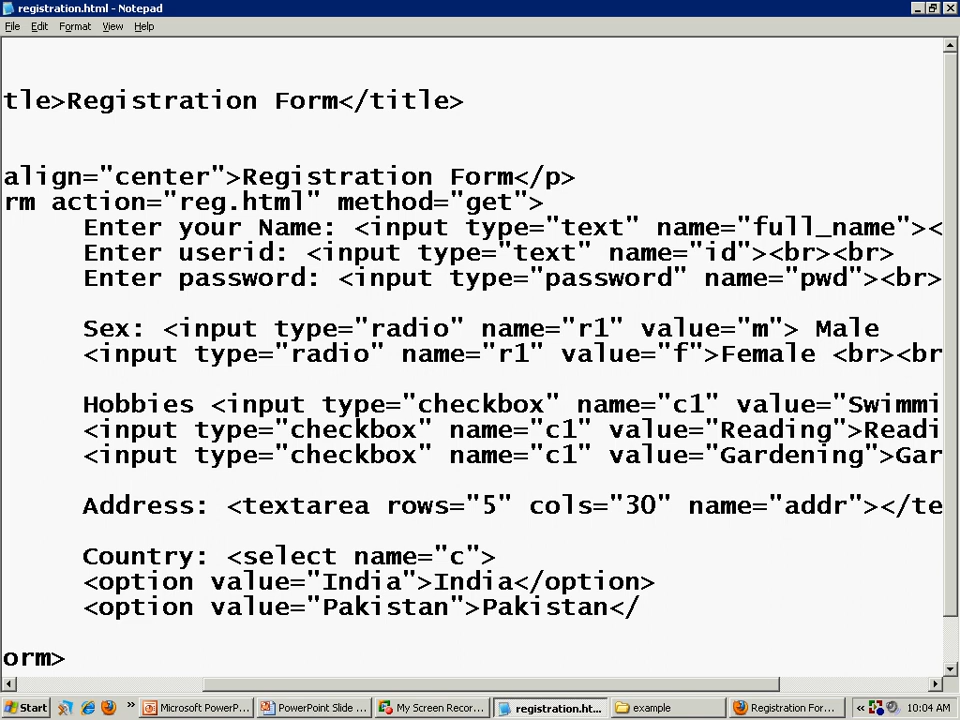 registration.html - Notepad
File Edit Format View Help
tle>Registration Form</title>
align="center">Registration Form</p>
rm action="reg.html" method="get">
Enter your Name: <input type="text" name="full_name"><
Enter userid: <input type="text" name="id"><br><br>
Enter password: <input type="password" name="pwd"><br>
Sex: <input type="radio" name="r1" value="m"> Male
<input type="radio" name="r1" value="f">Female <br><br
Hobbies <input type="checkbox" name="c1" value="Swimmi
<input type="checkbox" name="c1" value="Reading">Readi
<input type="checkbox" name="c1" value="Gardening">Gar
Address: <textarea rows="5" cols="30" name="addr"></te
Country: <select name="c">
<option value="India">India</option>
<option value="Pakistan">Pakistan</
orm>
Start » Microsoft PowerP... PowerPoint Slide ... My Screen Recor... registration.ht... example Registration For... « 10:04 AM